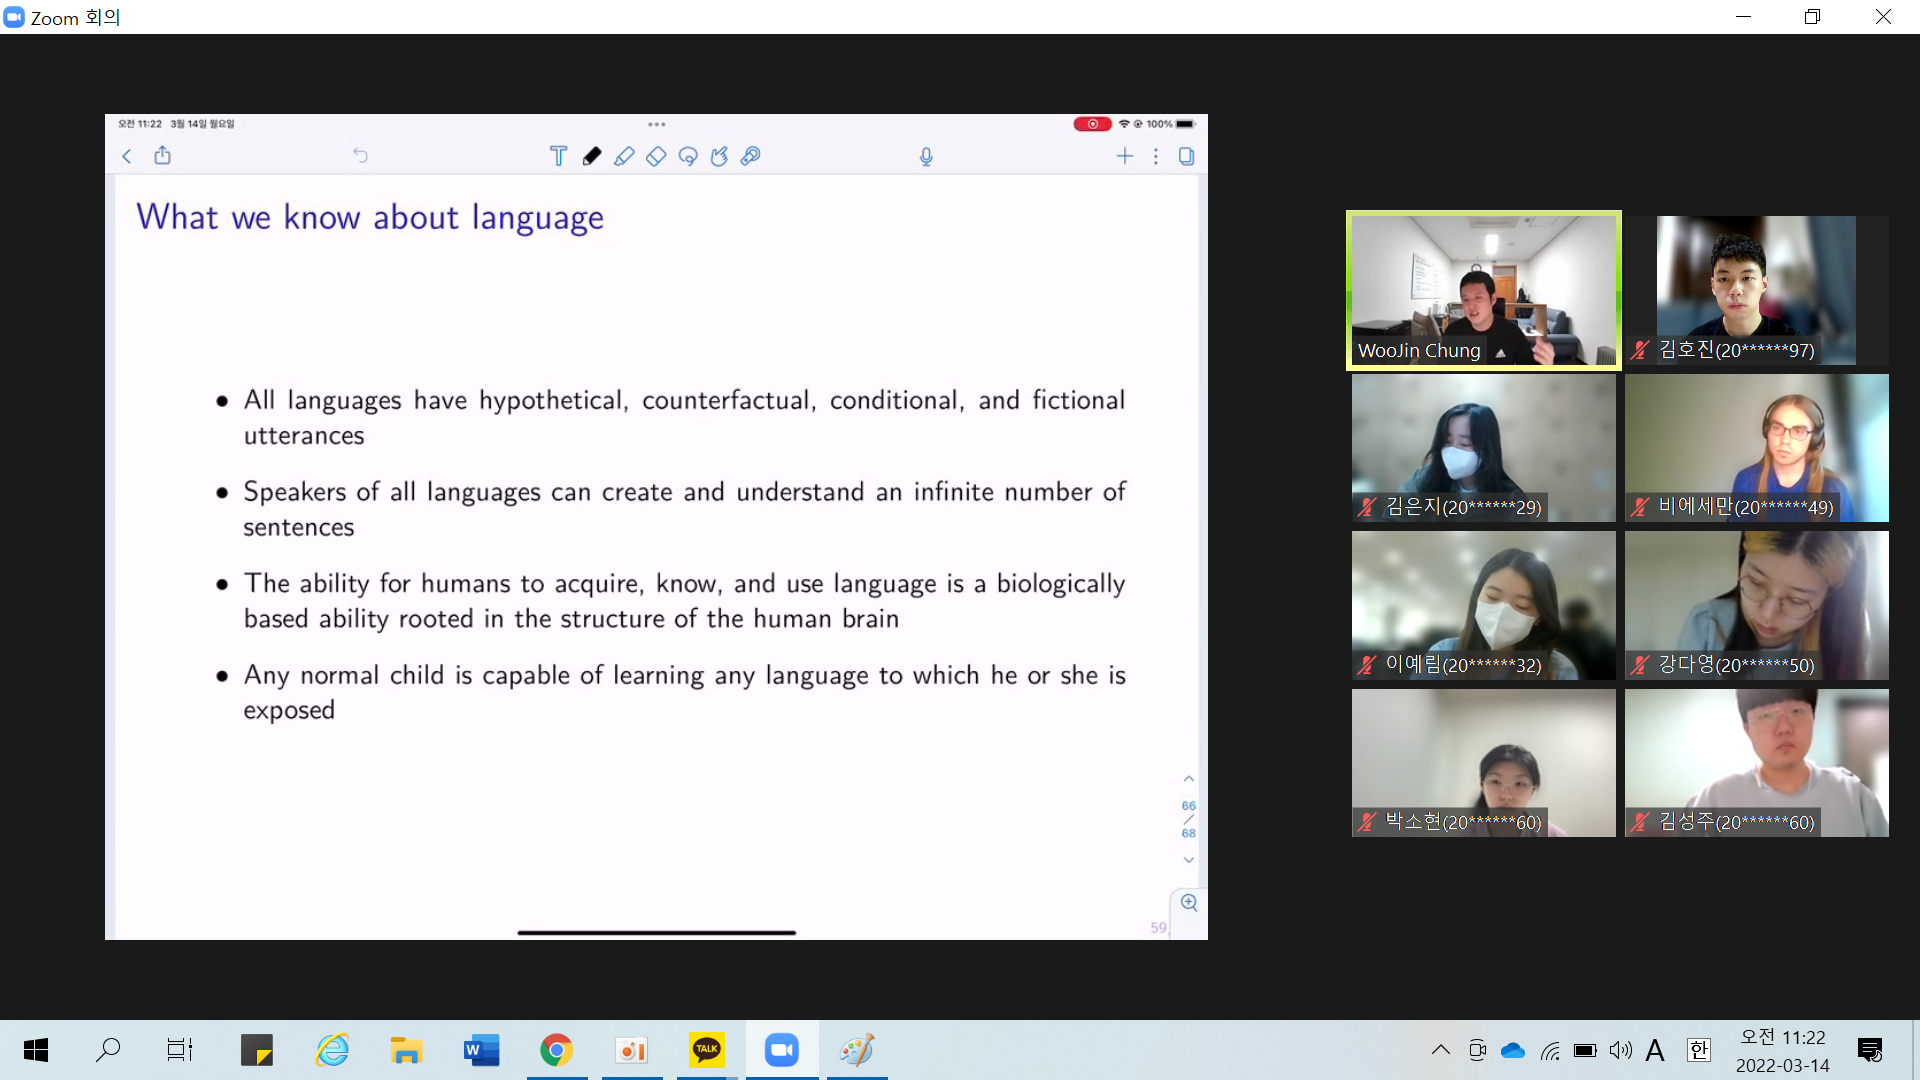 Zoom 회의
오전 11:22 3월 14일 월요일
100%
What we know about language
• All languages have hypothetical, counterfactual, conditional, and fictional
utterances
• Speakers of all languages can create and understand an infinite number of
sentences
• The ability for humans to acquire, know, and use language is a biologically
based ability rooted in the structure of the human brain
• Any normal child is capable of learning any language to which he or she is
exposed
66
/
68
59
WooJin Chung
김호진(20******97)
김은지(20******29)
비에세만(20******49)
이예림(20******32)
강다영(20******50)
박소현(20******60)
김성주(20******60)
W
TALK
A
한
오전 11:22
2022-03-14